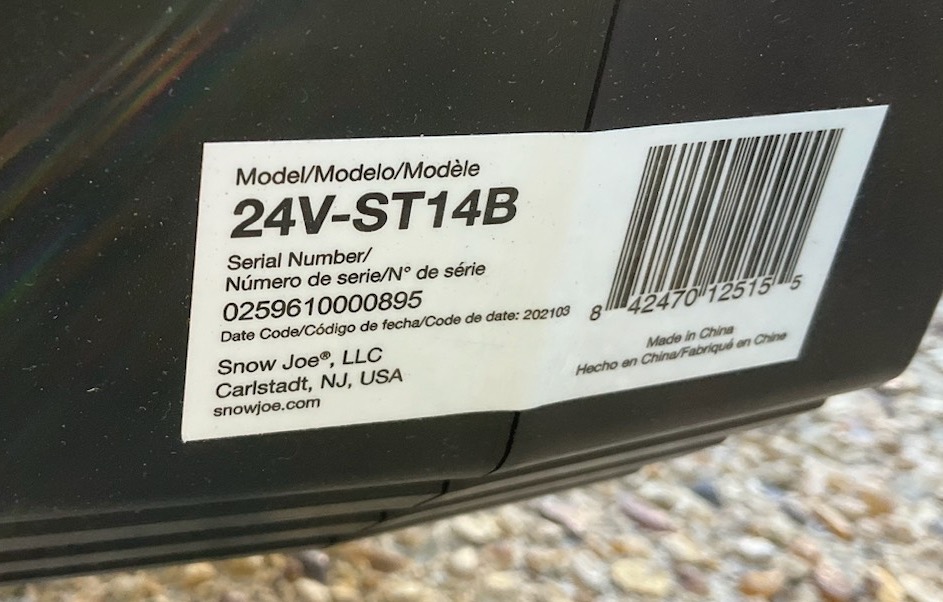 Model/Modelo/Modèle
24V-ST14B
Serial Number/
Número de serie/N° de série
0259610000895
Date Code/Código de fecha/Code de date: 202103
Snow Joe®, LLC
Carlstadt, NJ, USA
snowjoe.com
8 42470 12515 5
Made in China
Hecho en China/Fabriqué en Chine